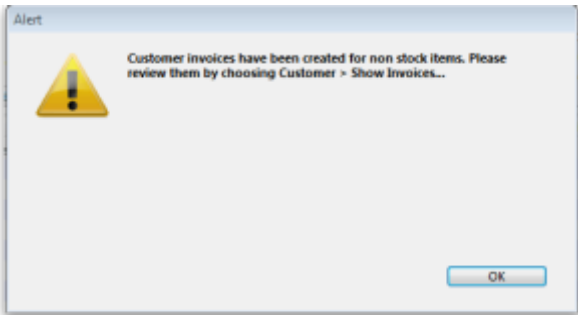 Alert
Customer invoices have been created for non stock items. Please
review them by choosing Customer > Show Invoices...
OK